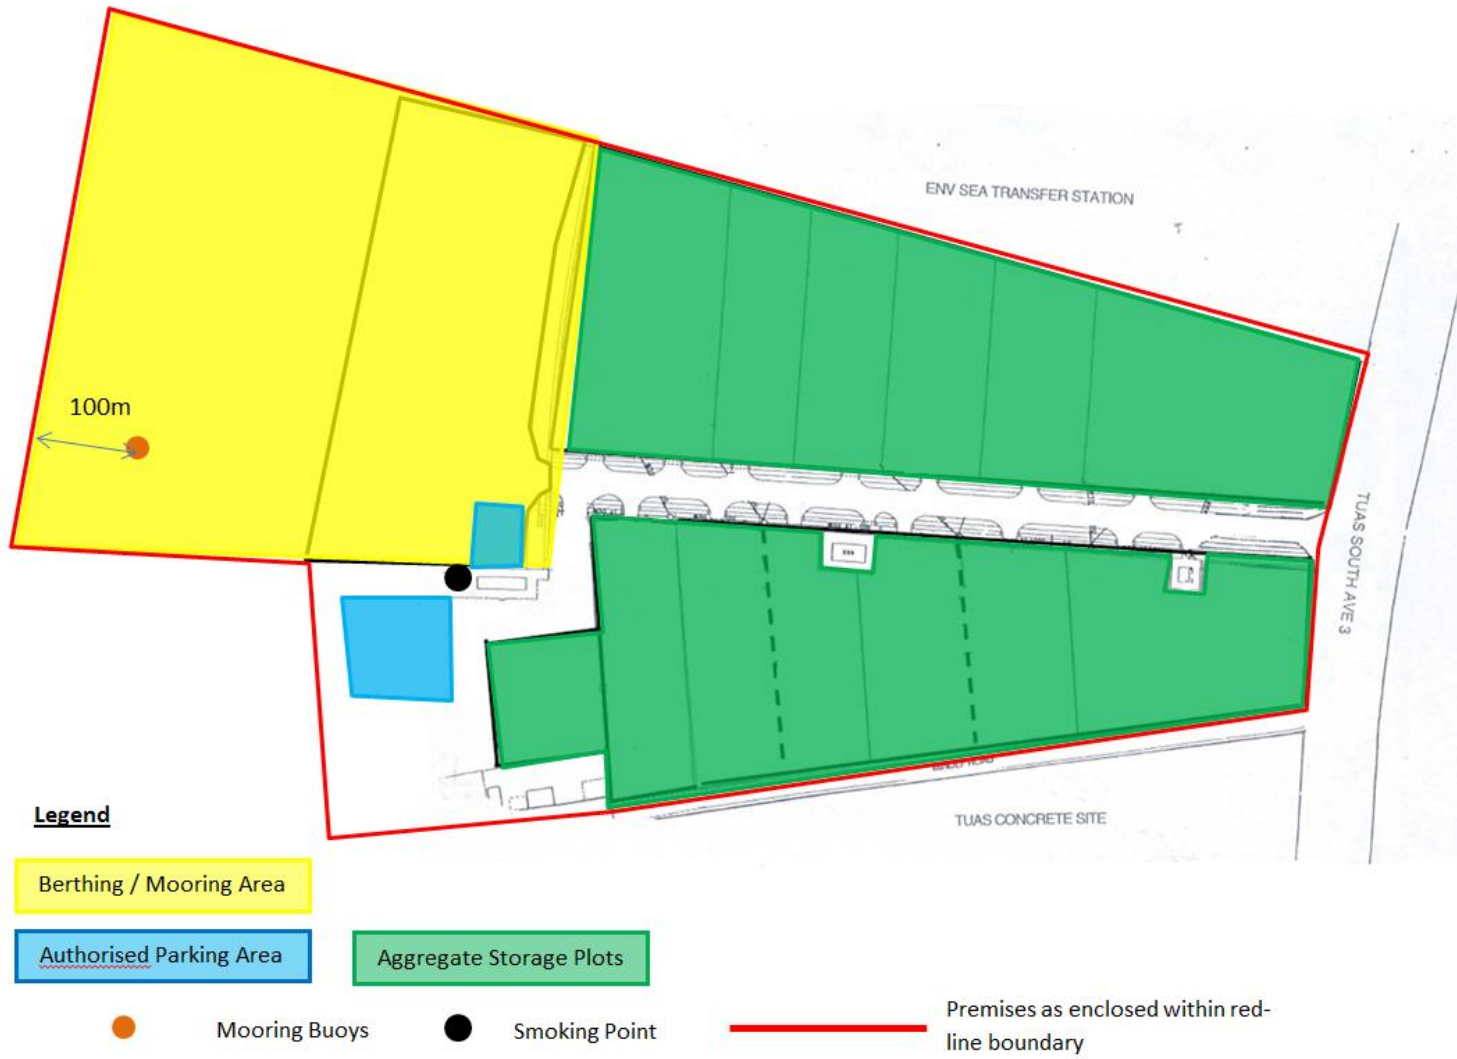 ENV SEA TRANSFER STATION
100m
TUAS SOUTH AVE 3
TUAS CONCRETE SITE
Legend
Berthing / Mooring Area
Authorised Parking Area
Aggregate Storage Plots
Mooring Buoys
Smoking Point
Premises as enclosed within red-
line boundary